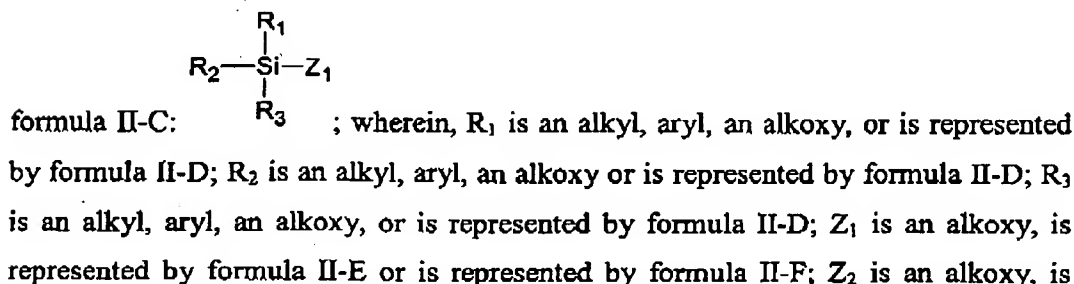 R₁
R₂—Si—Z₁
R₃
formula II-C: ; wherein, R₁ is an alkyl, aryl, an alkoxy, or is represented
by formula II-D; R₂ is an alkyl, aryl, an alkoxy or is represented by formula II-D; R₃
is an alkyl, aryl, an alkoxy, or is represented by formula II-D; Z₁ is an alkoxy, is
represented by formula II-E or is represented by formula II-F; Z₂ is an alkoxy, is